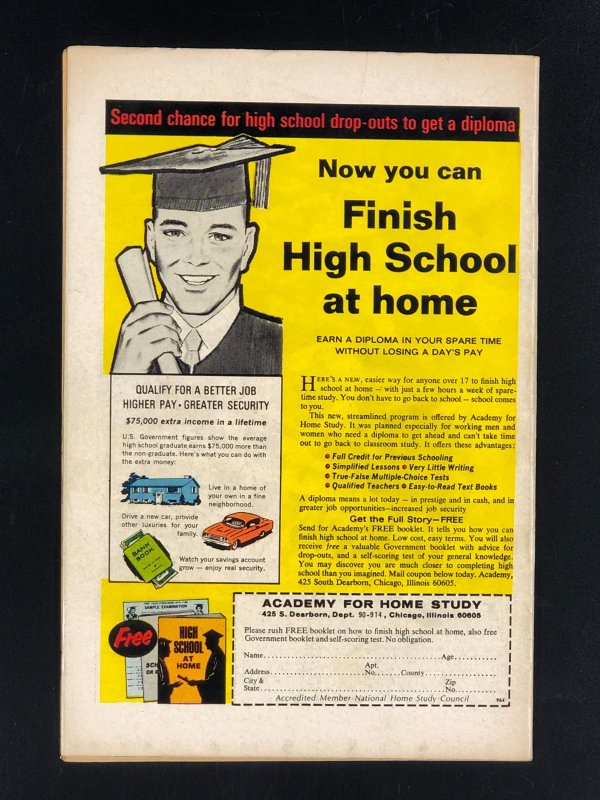 Second chance for high school drop-outs to get a diploma
Now you can
Finish
High School
at home
EARN A DIPLOMA IN YOUR SPARE TIME
WITHOUT LOSING A DAY'S PAY
HERE'S A NEW, easier way for anyone over 17 to finish high
school at home — with just a few hours a week of spare-
time study. You don't have to go back to school — school comes
to you.
This new, streamlined program is offered by Academy for
Home Study. It was planned especially for working men and
women who need a diploma to get ahead and can't take time
out to go back to classroom study. It offers these advantages:
Full Credit for Previous Schooling
Simplified Lessons • Very Little Writing
True-False Multiple-Choice Tests
Qualified Teachers • Easy-to-Read Text Books
A diploma means a lot today — in prestige and in cash, and in
greater job opportunities—increased job security
Get the Full Story—FREE
Send for Academy's FREE booklet. It tells you how you can
finish high school at home. Low cost, easy terms. You will also
receive free a valuable Government booklet with advice for
drop-outs, and a self-scoring test of your general knowledge.
You may discover you are much closer to completing high
school than you imagined. Mail coupon below today. Academy,
425 South Dearborn, Chicago, Illinois 60605.
QUALIFY FOR A BETTER JOB
HIGHER PAY • GREATER SECURITY
$75,000 extra income in a lifetime
U.S. Government figures show the average
high school graduate earns $75,000 more than
the non-graduate. Here's what you can do with
the extra money:
Live in a home of
your own in a fine
neighborhood.
Drive a new car, provide
other luxuries for your
family.
BANK
BOOK
Watch your savings account
grow — enjoy real security.
Free
SAMPLE EXAMINATION
HIGH
SCHOOL
AT
HOME
ACADEMY FOR HOME STUDY
425 S. Dearborn, Dept. 90-914, Chicago, Illinois 60605
Please rush FREE booklet on how to finish high school at home, also free
Government booklet and self-scoring test. No obligation.
Name Age
Apt.
Address No. County
City & Zip
State No.
Accredited Member National Home Study Council 964